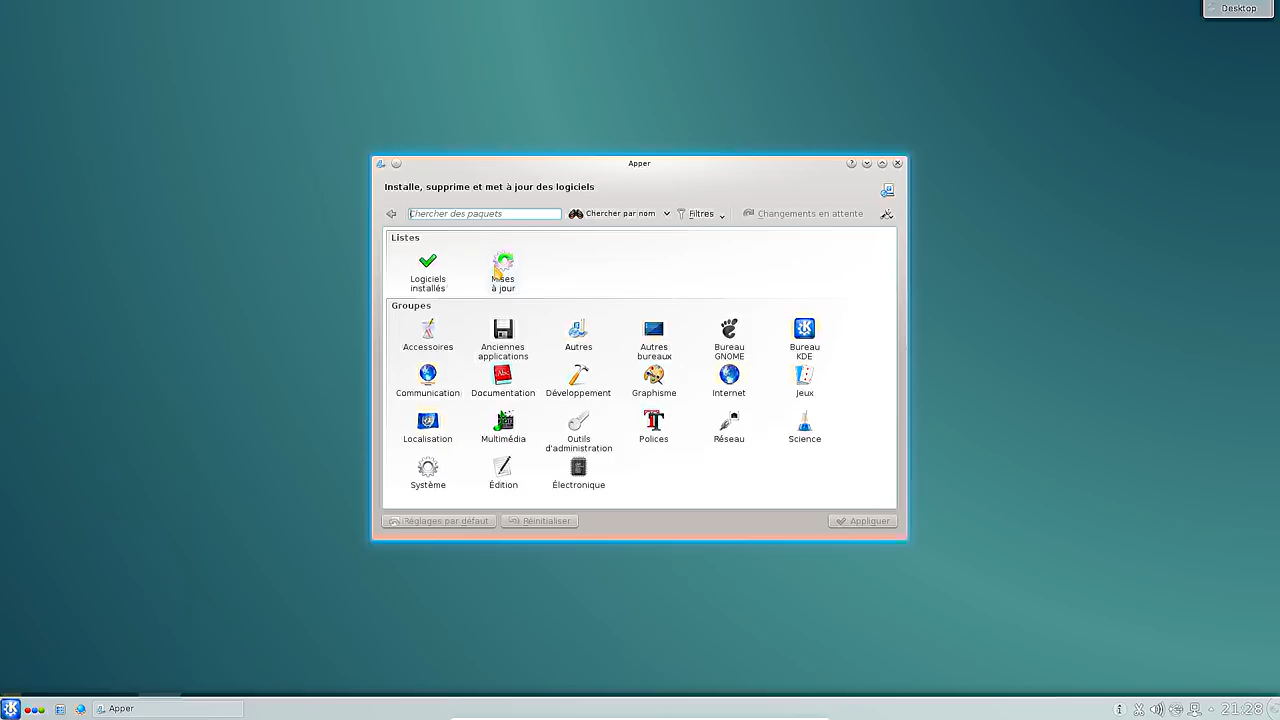 Desktop
Apper
Installe, supprime et met à jour des logiciels
Chercher des paquets
Chercher par nom
Filtres
Changements en attente
Listes
Logiciels
installés
Mises
à jour
Groupes
Accessoires
Anciennes
applications
Autres
Autres
bureaux
Bureau
GNOME
Bureau
KDE
Communication
Documentation
Développement
Graphisme
Internet
Jeux
Localisation
Multimédia
Outils
d'administration
Polices
Réseau
Science
Système
Édition
Électronique
Réglages par défaut
Réinitialiser
Appliquer
Apper
21:28